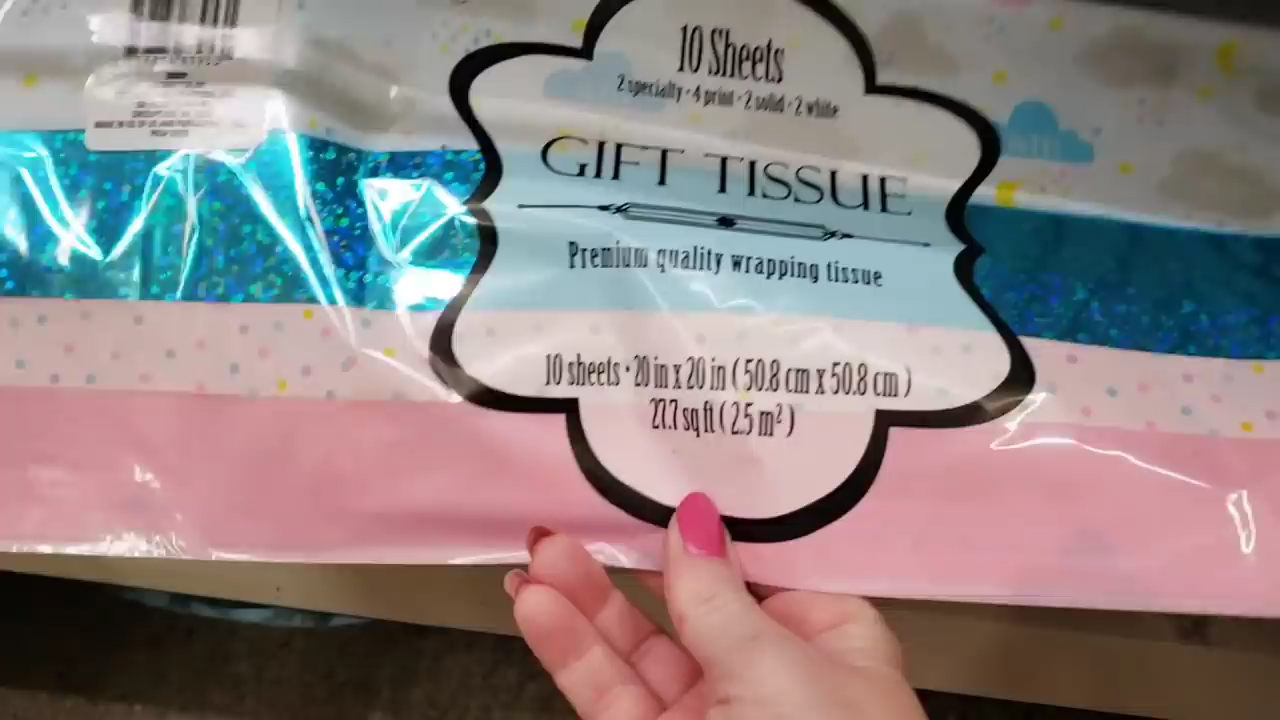 10 Sheets
2 specialty • 4 print • 2 solid • 2 white
GIFT TISSUE
Premium quality wrapping tissue
10 sheets • 20 in x 20 in ( 50.8 cm x 50.8 cm )
27.7 sq ft ( 2.5 m² )